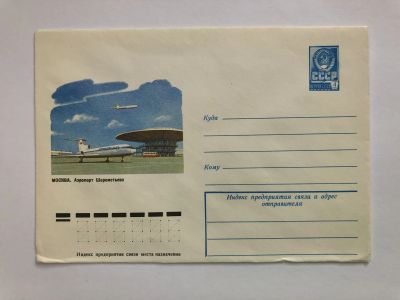 СССР
Куда
МОСКВА. Аэропорт Шереметьево
Кому
Индекс предприятия связи и адрес
отправителя
Индекс предприятия связи места назначения